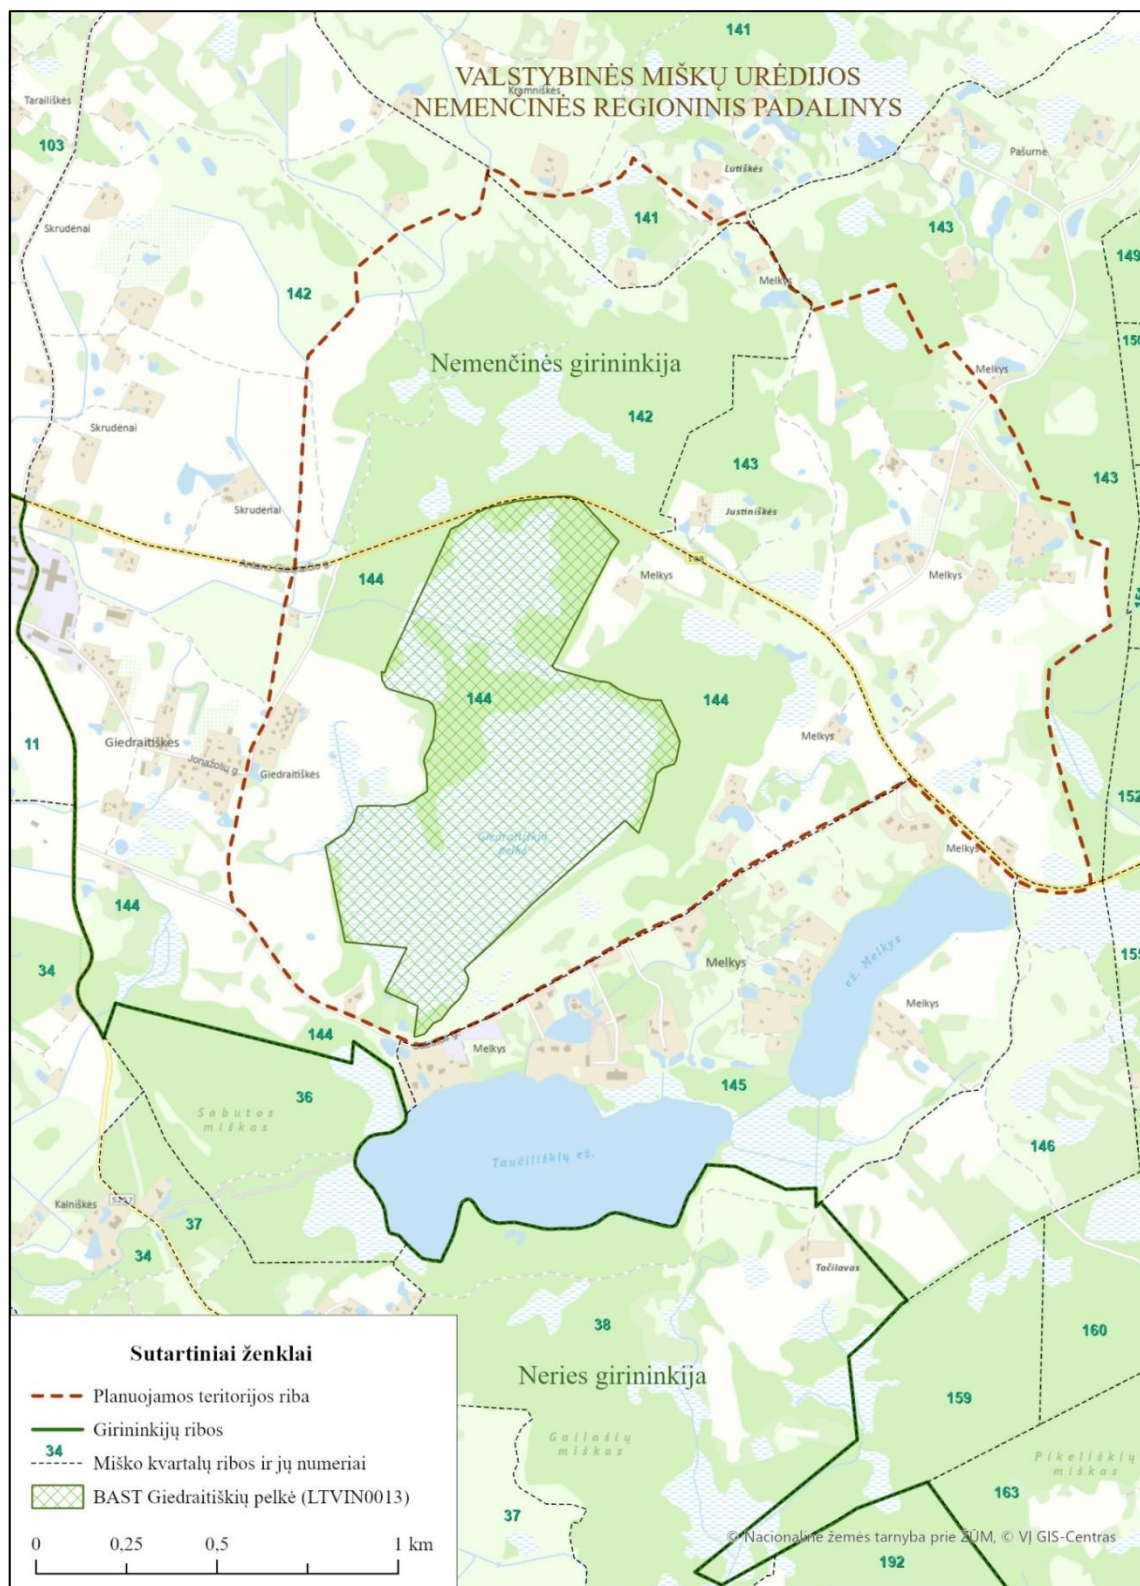 141
VALSTYBINĖS MIŠKŲ URĖDIJOS
Kramniškės
NEMENČINĖS REGIONINIS PADALINYS
Tarailiškės
103
Pašurnė
Lutiškės
141
143
Skrudėnai
149
142
Melkys
150
Nemenčinės girininkija
Melkys
142
Skrudėnai
143
143
Skrudėnai
Justiniškės
144
Melkys
Melkys
151
144
144
11
Giedraitiškės
Jonažolių g.
Giedraitiškės
Melkys
152
Giedraitiškių
pelkė
Melkys
144
34
Melkys
ež. Melkys
155
Melkys
144
Melkys
36
145
Sabutos
miškas
146
Taučiliškių ež.
Kalniškės
5257
37
34
Tačilavas
38
160
Neries girininkija
159
Gailašių
miškas
Pikeliškių
miškas
163
37
192
Sutartiniai ženklai
Planuojamos teritorijos riba
Girininkijų ribos
34
Miško kvartalų ribos ir jų numeriai
BAST Giedraitiškių pelkė (LTVIN0013)
0 0,25 0,5 1 km
© Nacionalinė žemės tarnyba prie ŽŪM, © VĮ GIS-Centras